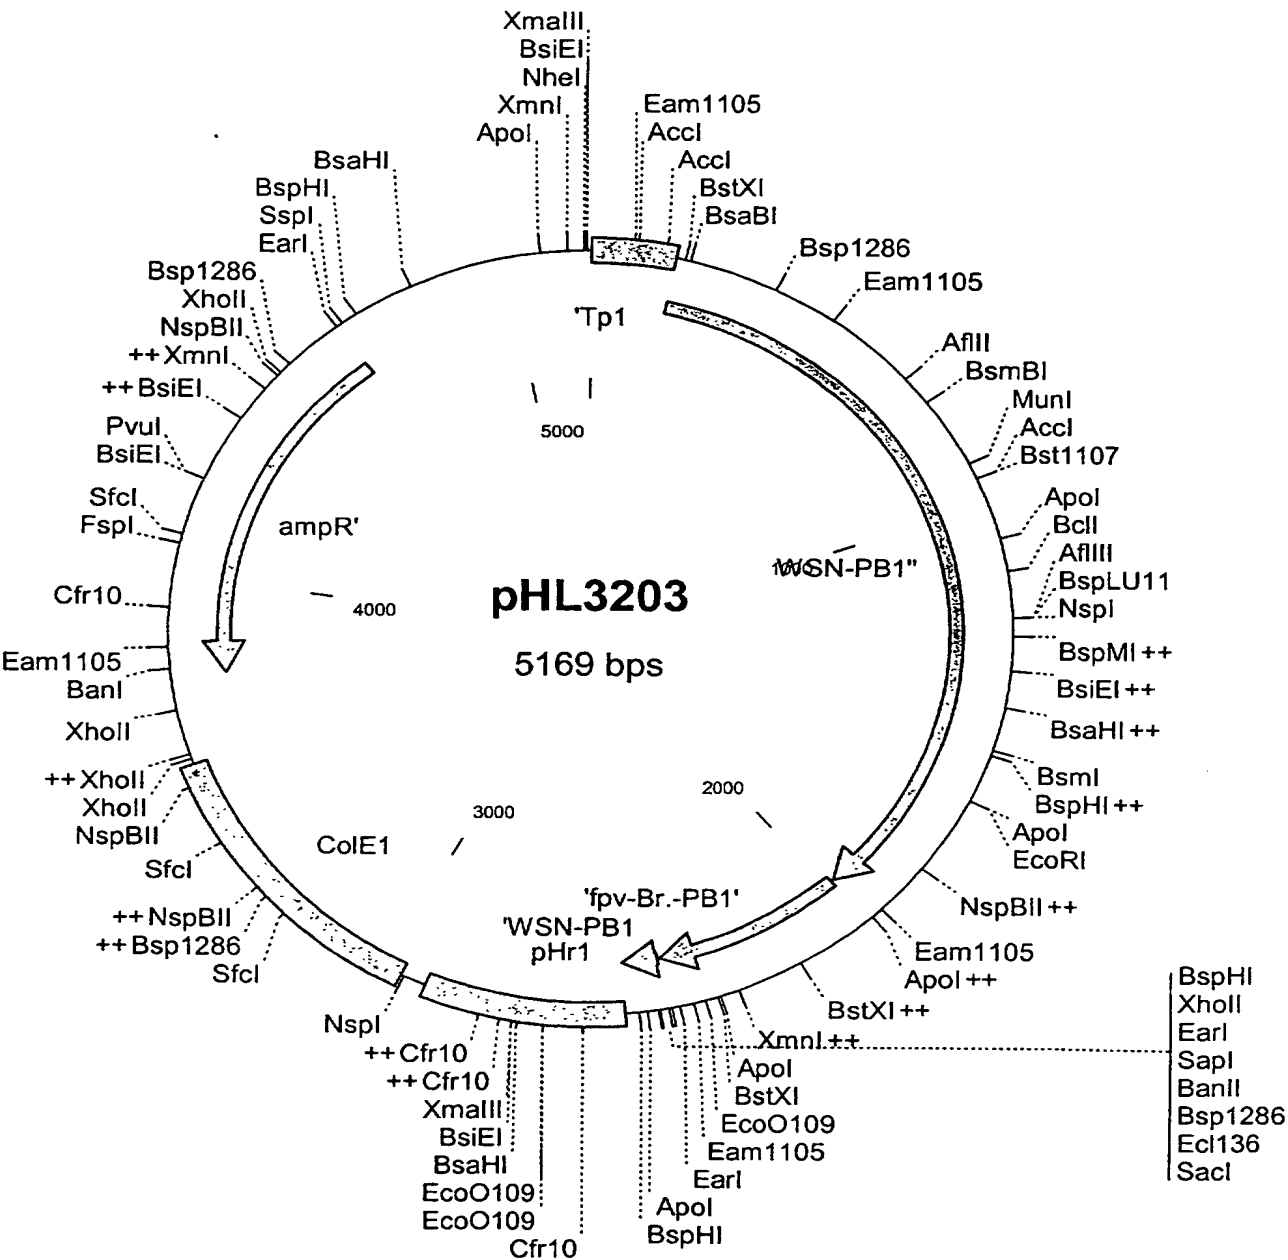 XmaIII
BsiEI
NheI
XmnI
ApoI
Eam1105
AccI
AccI
BstXI
BsaBI
Bsp1286
Eam1105
AflII
BsmBI
MunI
AccI
Bst1107
ApoI
BclI
AflIII
BspLU11
NspI
BspMI ++
BsiEI ++
BsaHI ++
BsmI
BspHI ++
ApoI
EcoRI
NspBII ++
Eam1105
ApoI ++
BstXI ++
XmnI ++
BspHI
XhoII
EarI
SapI
BanII
Bsp1286
Ecl136
SacI
ApoI
BstXI
EcoO109
Eam1105
EarI
ApoI
BspHI
Cfr10
EcoO109
EcoO109
BsaHI
BsiEI
XmaIII
++ Cfr10
++ Cfr10
NspI
SfcI
++ Bsp1286
++ NspBII
SfcI
NspBII
XhoII
++ XhoII
XhoII
BanI
Eam1105
Cfr10
FspI
SfcI
BsiEI
PvuI
++ BsiEI
++ XmnI
NspBII
XhoII
Bsp1286
EarI
SspI
BspHI
BsaHI
'Tp1
5000
ampR'
WSN-PB1"
4000
pHL3203
5169 bps
2000
3000
ColE1
'fpv-Br.-PB1'
'WSN-PB1
pHr1